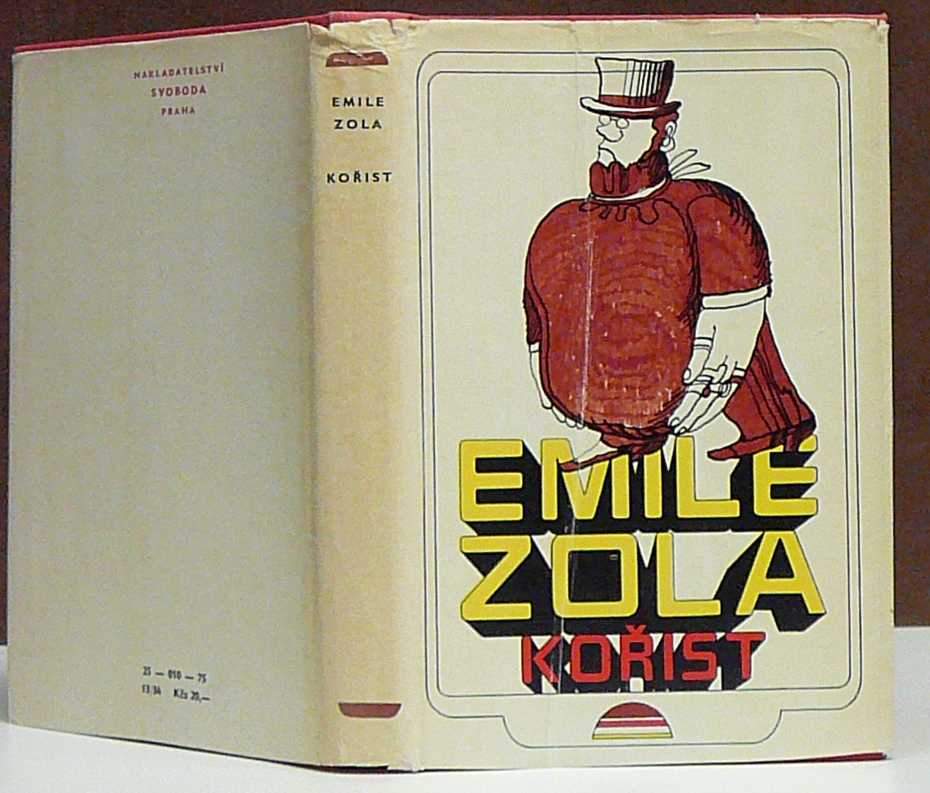 NAKLADATELSTVÍ
SVOBODA
PRAHA
25 — 010 — 75
13/34 Kčs 20,—
EMILE
ZOLA
KOŘIST
EMILE
ZOLA
KOŘIST